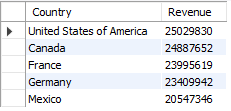 Country Revenue
United States of America 25029830
Canada 24887652
France 23995619
Germany 23409942
Mexico 20547346